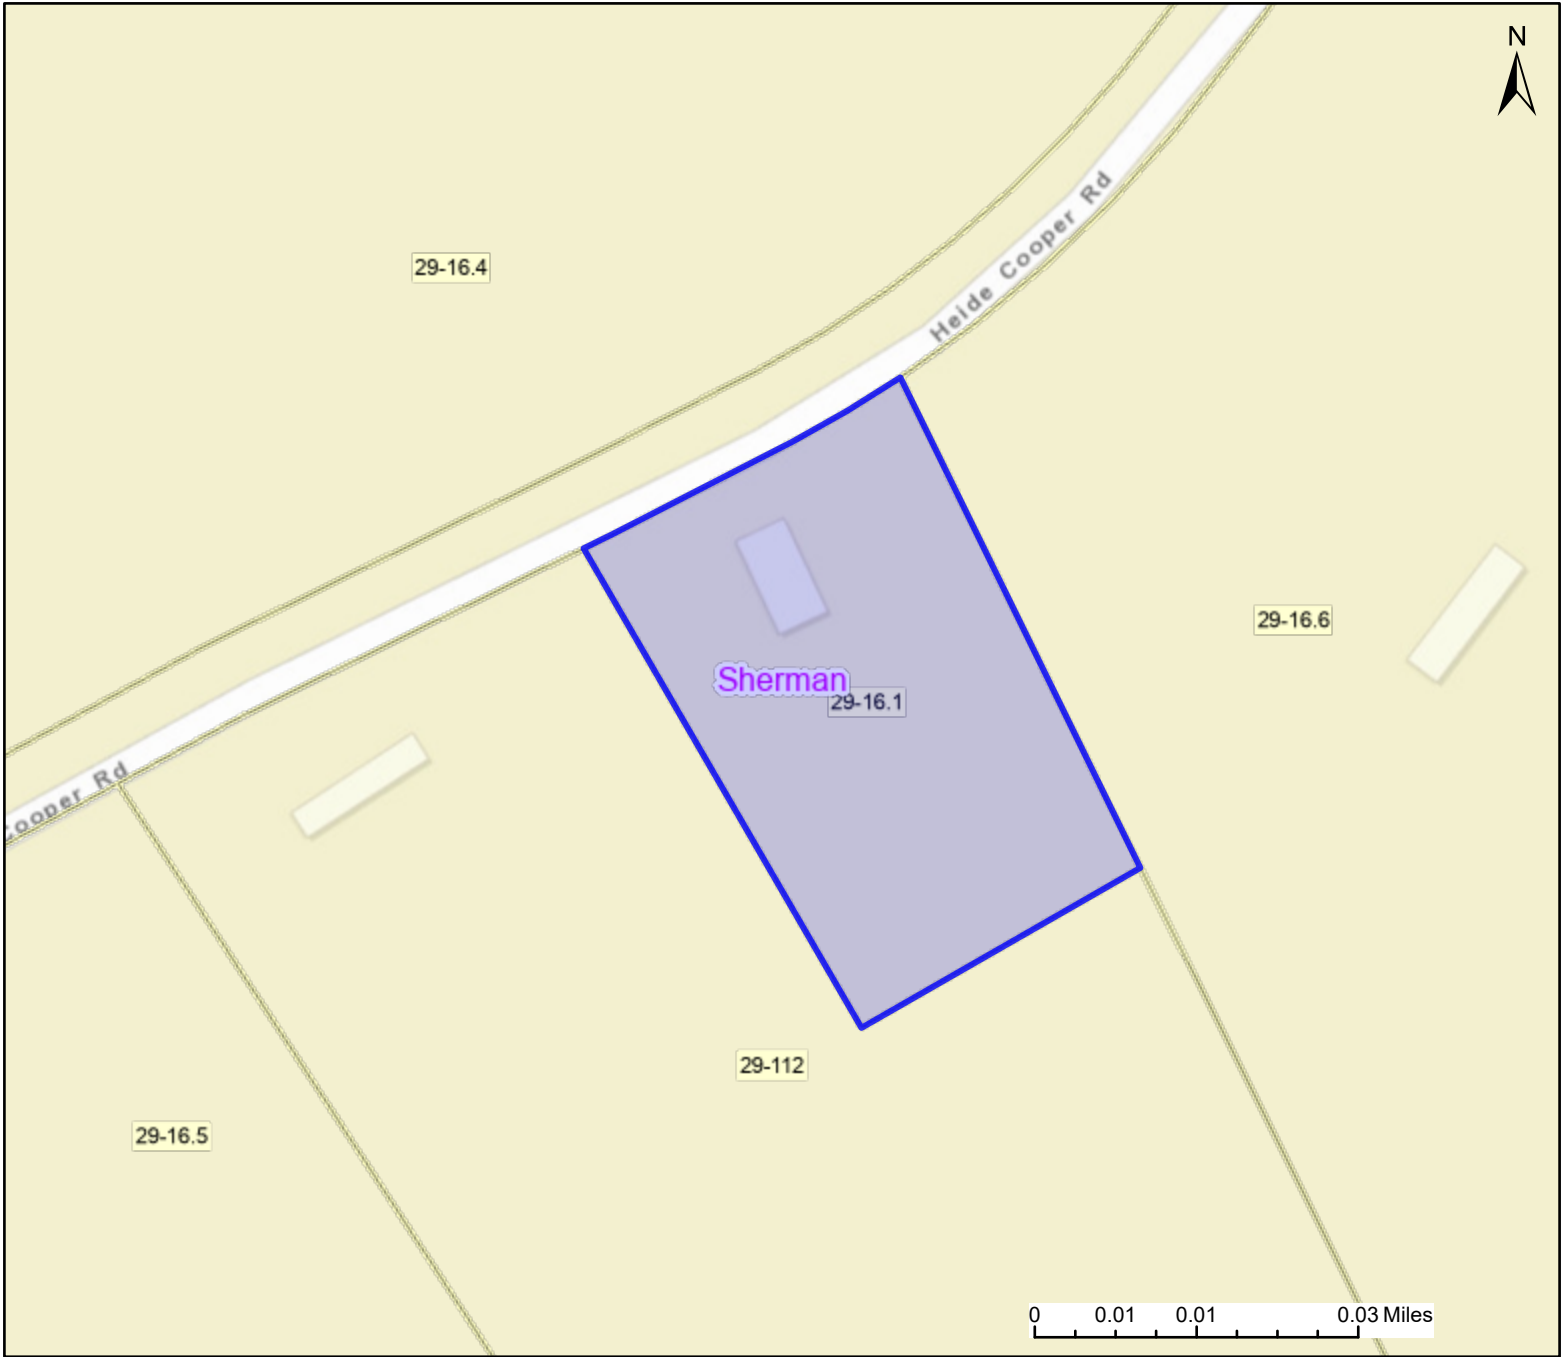 N
Heide Cooper Rd
29-16.4
29-16.6
Sherman
29-16.1
Cooper Rd
29-112
29-16.5
0 0.01 0.01 0.03 Miles